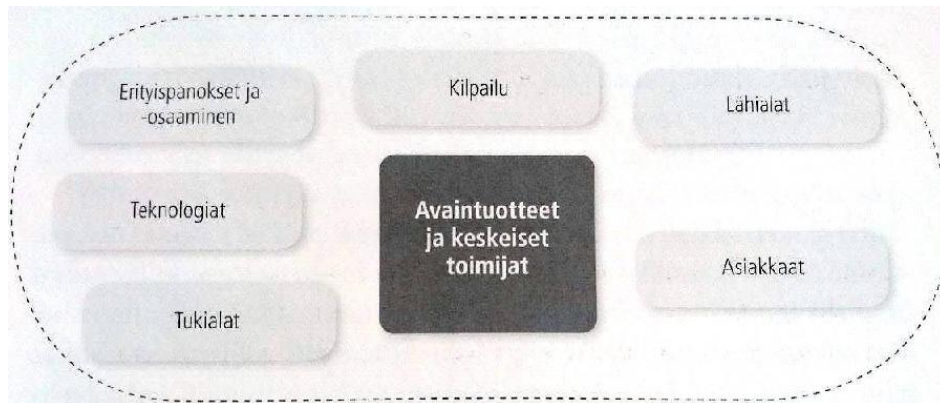 Erityispanokset ja
-osaaminen
Kilpailu
Lähialat
Teknologiat
Avaintuotteet
ja keskeiset
toimijat
Asiakkaat
Tukialat